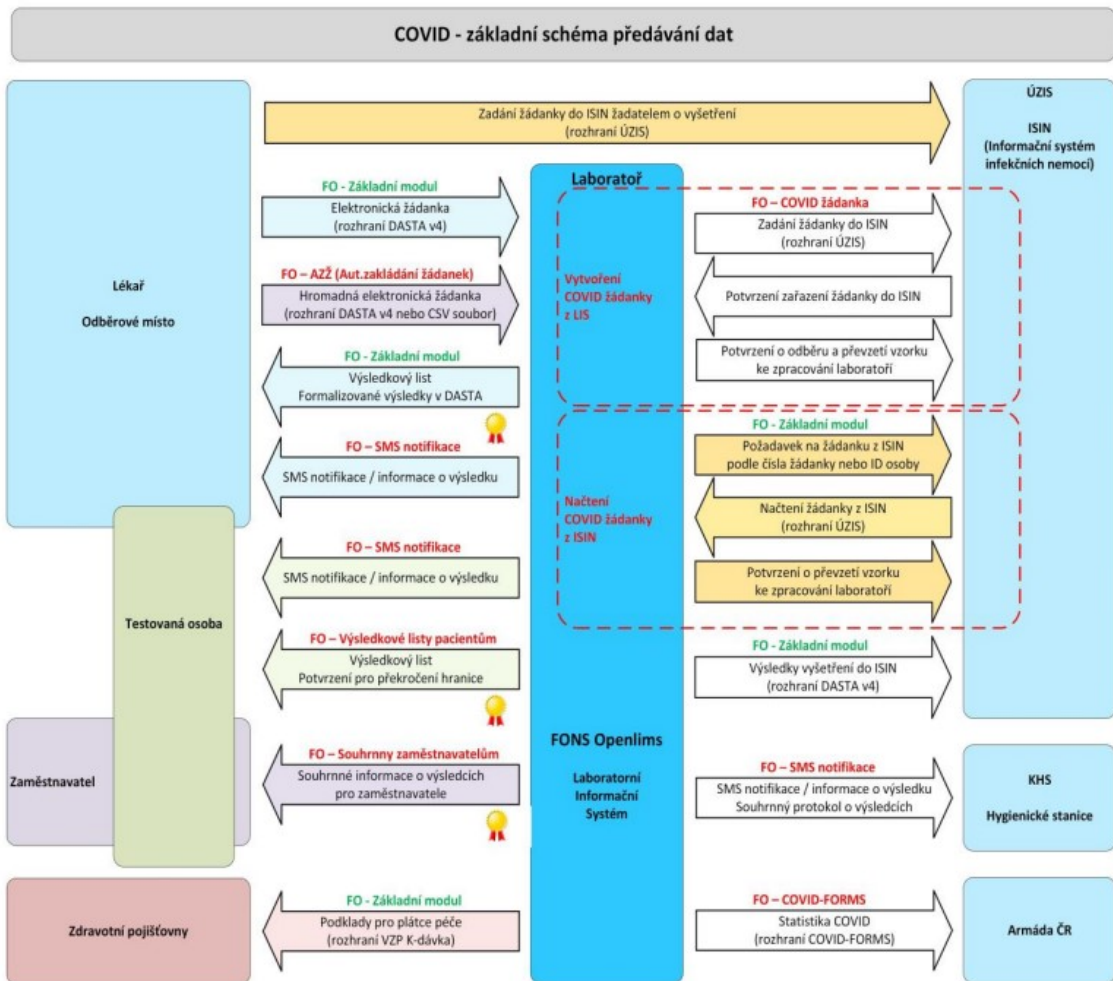 COVID - základní schéma předávání dat
Zadání žádanky do ISIN žadatelem o vyšetření
(rozhraní ÚZIS)
ÚZIS
ISIN
(Informační systém
infekčních nemocí)
Lékař
Odběrové místo
FO - Základní modul
Elektronická žádanka
(rozhraní DASTA v4)
FO – AZŽ (Aut.zakládání žádanek)
Hromadná elektronická žádanka
(rozhraní DASTA v4 nebo CSV soubor)
FO - Základní modul
Výsledkový list
Formalizované výsledky v DASTA
FO – SMS notifikace
SMS notifikace / informace o výsledku
Testovaná osoba
FO – SMS notifikace
SMS notifikace / informace o výsledku
FO – Výsledkové listy pacientům
Výsledkový list
Potvrzení pro překročení hranice
Zaměstnavatel
FO – Souhrnny zaměstnavatelům
Souhrnné informace o výsledcích
pro zaměstnavatele
Zdravotní pojišťovny
FO - Základní modul
Podklady pro plátce péče
(rozhraní VZP K-dávka)
Laboratoř
Vytvoření
COVID žádanky
z LIS
Načtení
COVID žádanky
z ISIN
FONS Openlims
Laboratorní
Informační
Systém
FO – COVID žádanka
Zadání žádanky do ISIN
(rozhraní ÚZIS)
Potvrzení zařazení žádanky do ISIN
Potvrzení o odběru a převzetí vzorku
ke zpracování laboratoří
FO - Základní modul
Požadavek na žádanku z ISIN
podle čísla žádanky nebo ID osoby
Načtení žádanky z ISIN
(rozhraní ÚZIS)
Potvrzení o převzetí vzorku
ke zpracování laboratoří
FO - Základní modul
Výsledky vyšetření do ISIN
(rozhraní DASTA v4)
FO – SMS notifikace
SMS notifikace / informace o výsledku
Souhrnný protokol o výsledcích
KHS
Hygienické stanice
FO – COVID-FORMS
Statistika COVID
(rozhraní COVID-FORMS)
Armáda ČR